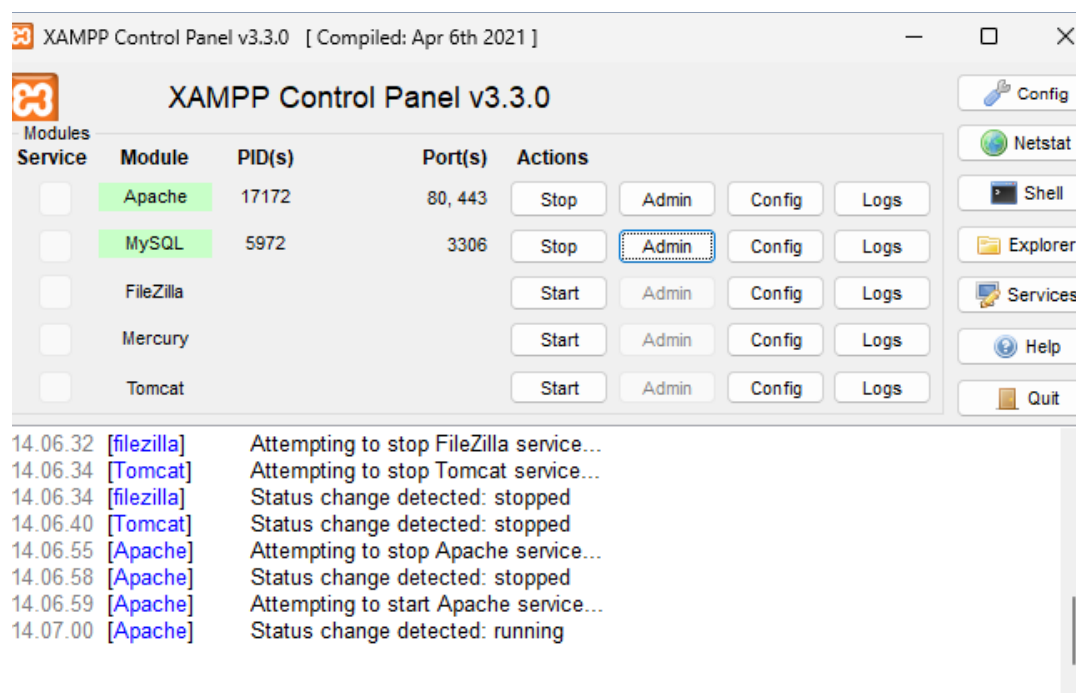 XAMPP Control Panel v3.3.0 [ Compiled: Apr 6th 2021 ]
XAMPP Control Panel v3.3.0
Config
Modules
Service Module PID(s) Port(s) Actions
Netstat
Apache 17172 80, 443 Stop Admin Config Logs
Shell
MySQL 5972 3306 Stop Admin Config Logs
Explorer
FileZilla Start Admin Config Logs
Services
Mercury Start Admin Config Logs
Help
Tomcat Start Admin Config Logs
Quit
14.06.32 [filezilla] Attempting to stop FileZilla service...
14.06.34 [Tomcat] Attempting to stop Tomcat service...
14.06.34 [filezilla] Status change detected: stopped
14.06.40 [Tomcat] Status change detected: stopped
14.06.55 [Apache] Attempting to stop Apache service...
14.06.58 [Apache] Status change detected: stopped
14.06.59 [Apache] Attempting to start Apache service...
14.07.00 [Apache] Status change detected: running